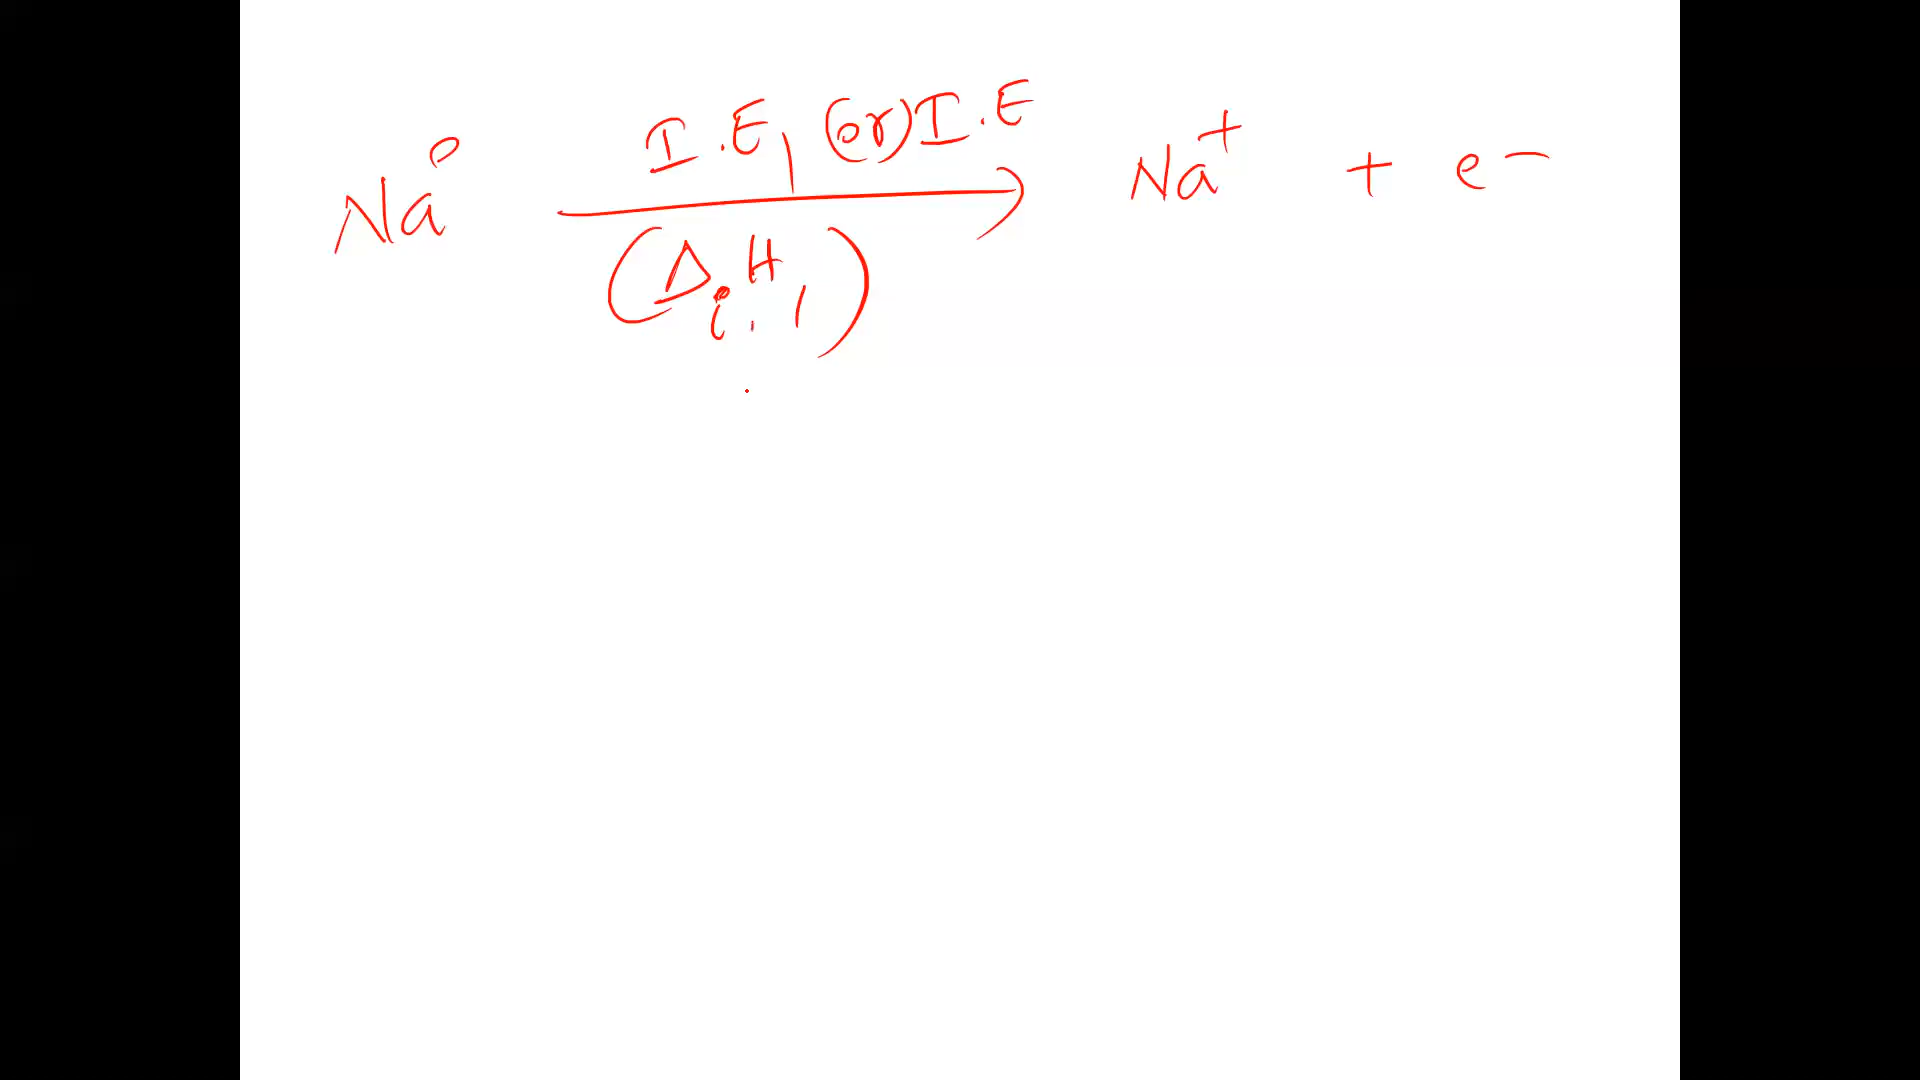 Na° I.E₁ (or) I.E → Na⁺ + e⁻
(ΔᵢH₁)